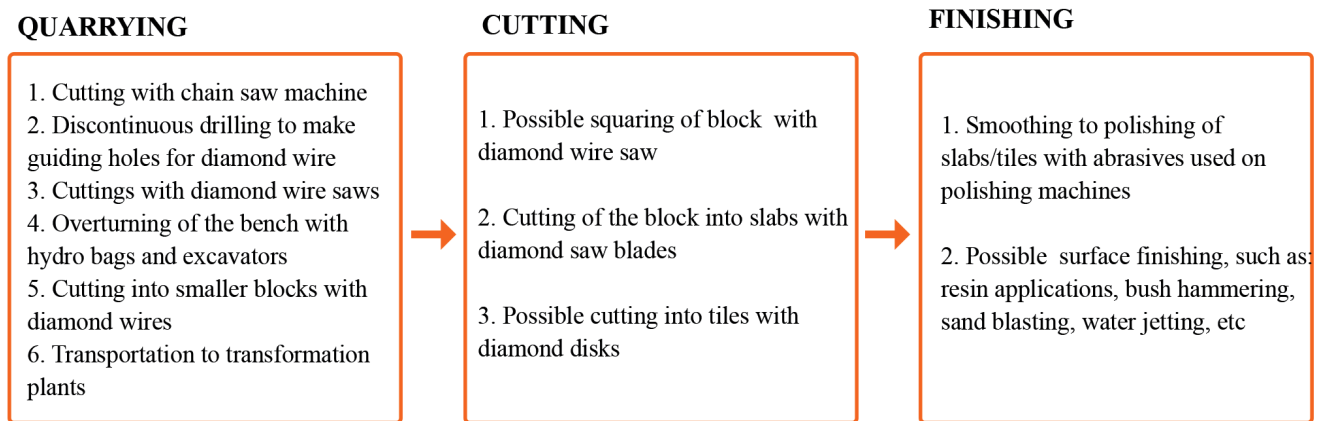 QUARRYING
1. Cutting with chain saw machine
2. Discontinuous drilling to make
guiding holes for diamond wire
3. Cuttings with diamond wire saws
4. Overturning of the bench with
hydro bags and excavators
5. Cutting into smaller blocks with
diamond wires
6. Transportation to transformation
plants
CUTTING
1. Possible squaring of block with
diamond wire saw
2. Cutting of the block into slabs with
diamond saw blades
3. Possible cutting into tiles with
diamond disks
FINISHING
1. Smoothing to polishing of
slabs/tiles with abrasives used on
polishing machines
2. Possible surface finishing, such as:
resin applications, bush hammering,
sand blasting, water jetting, etc